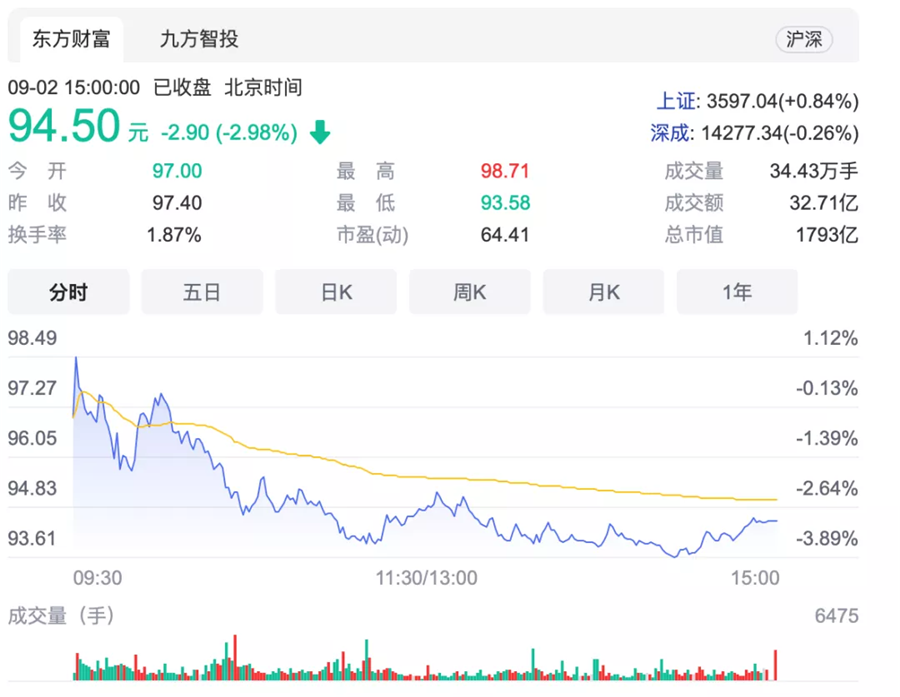 东方财富 九方智投 沪深
09-02 15:00:00 已收盘 北京时间
94.50 元 -2.90 (-2.98%)
上证: 3597.04(+0.84%)
深成: 14277.34(-0.26%)
今 开 97.00 最 高 98.71 成交量 34.43万手
昨 收 97.40 最 低 93.58 成交额 32.71亿
换手率 1.87% 市盈(动) 64.41 总市值 1793亿
分时 五日 日K 周K 月K 1年
98.49 1.12%
97.27 -0.13%
96.05 -1.39%
94.83 -2.64%
93.61 -3.89%
09:30 11:30/13:00 15:00
成交量（手） 6475